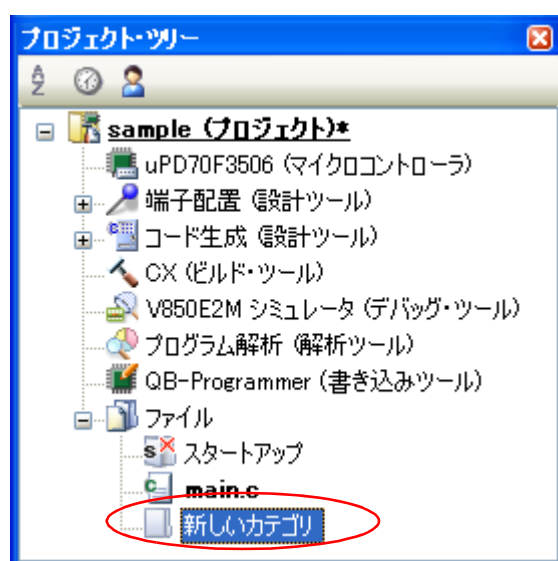 プロジェクト・ツリー
sample (プロジェクト)*
uPD70F3506 (マイクロコントローラ)
端子配置 (設計ツール)
コード生成 (設計ツール)
CX (ビルド・ツール)
V850E2M シミュレータ (デバッグ・ツール)
プログラム解析 (解析ツール)
QB-Programmer (書き込みツール)
ファイル
スタートアップ
main.c
新しいカテゴリ